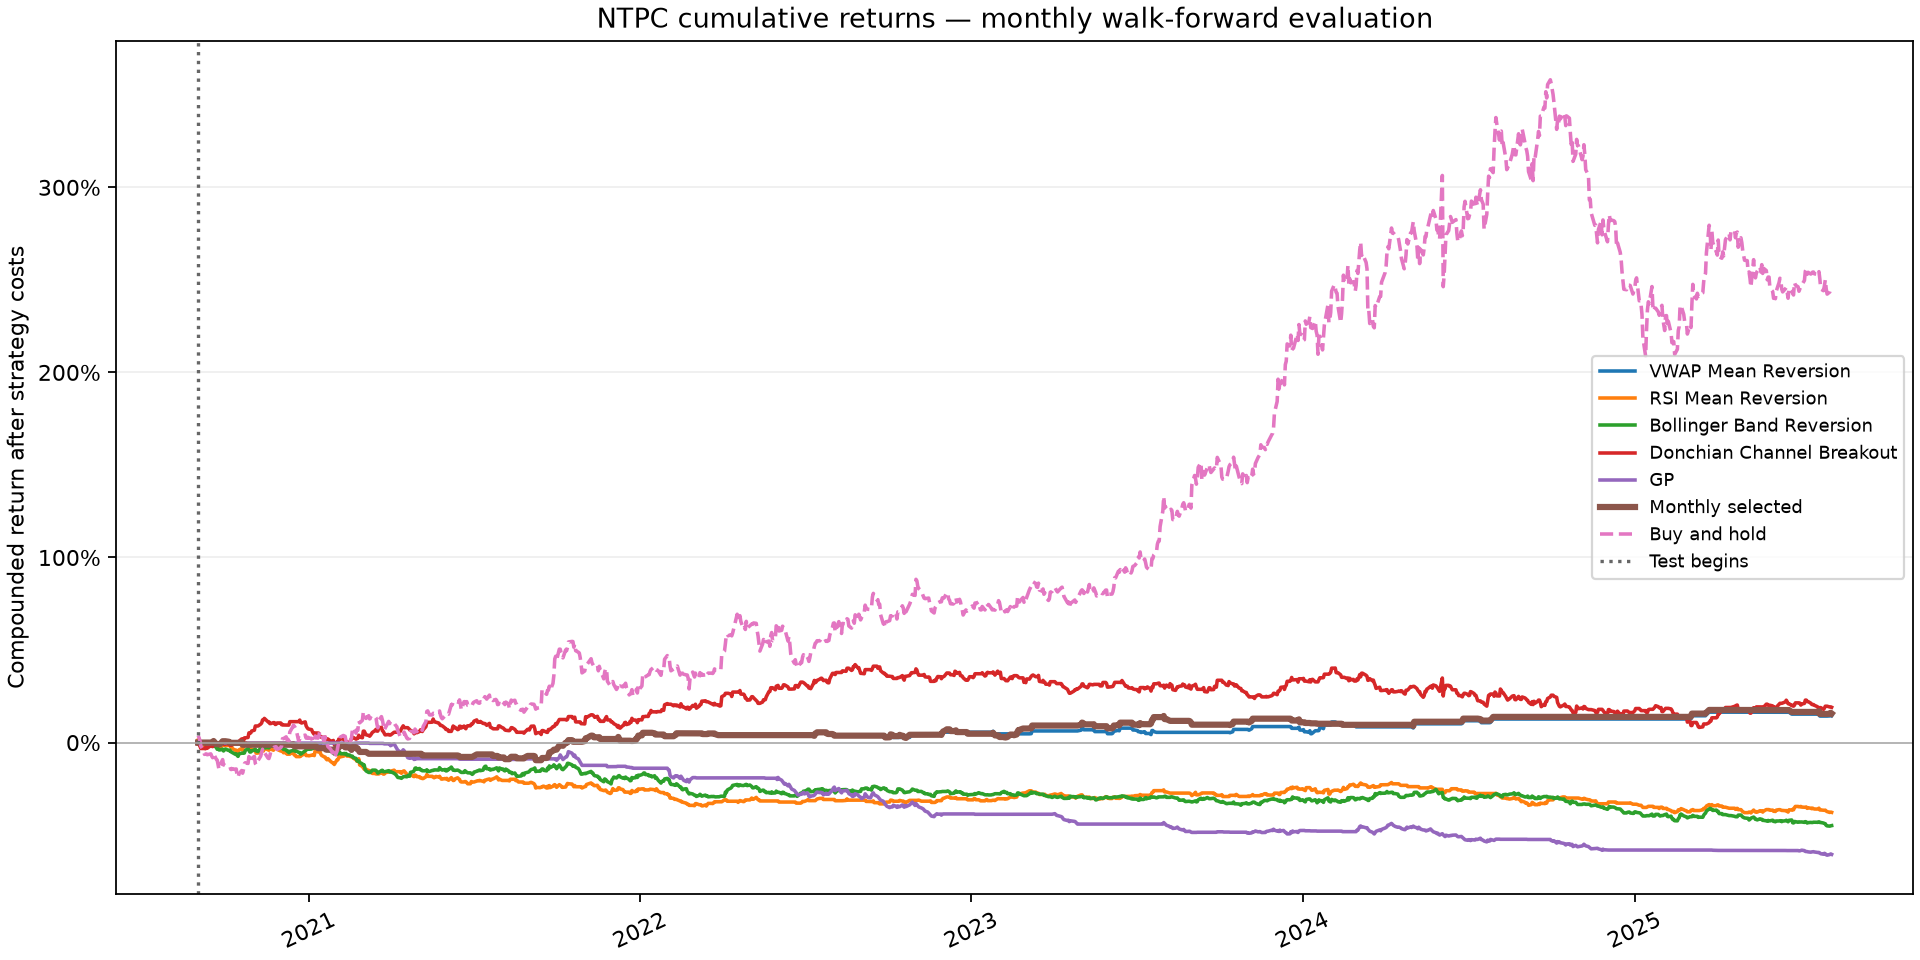 NTPC cumulative returns — monthly walk-forward evaluation
Compounded return after strategy costs
300%
200%
100%
0%
VWAP Mean Reversion
RSI Mean Reversion
Bollinger Band Reversion
Donchian Channel Breakout
GP
Monthly selected
Buy and hold
Test begins
2021
2022
2023
2024
2025